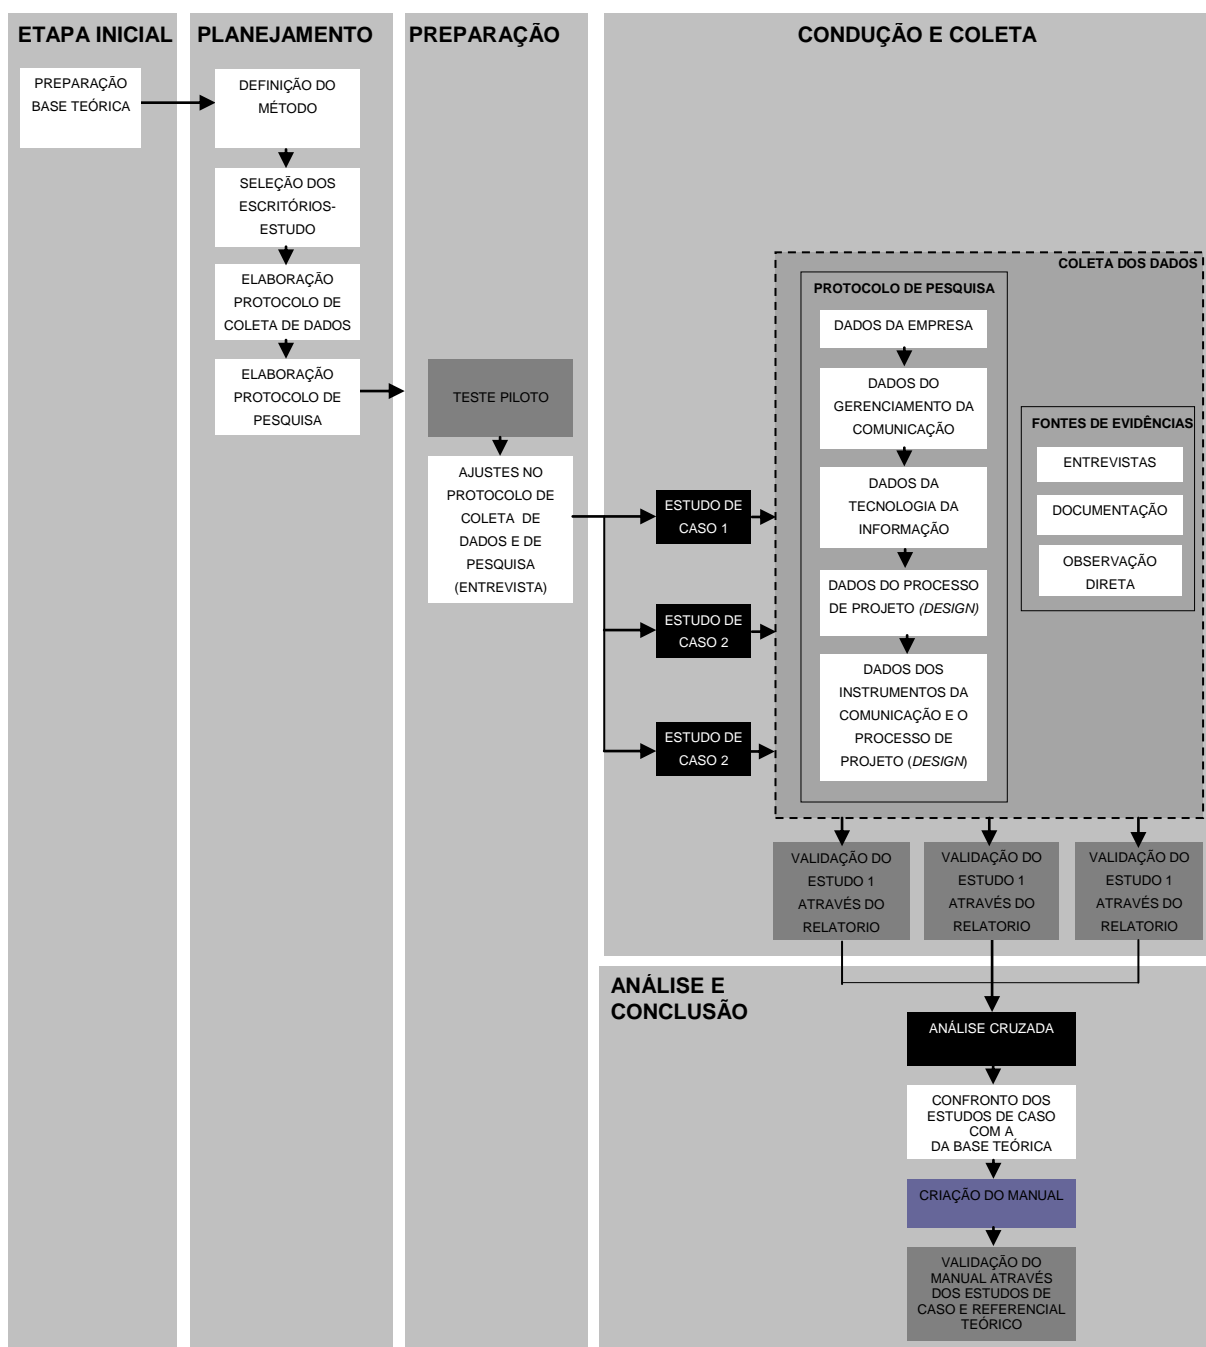 ETAPA INICIAL
PREPARAÇÃO
BASE TEÓRICA
PLANEJAMENTO
DEFINIÇÃO DO
MÉTODO
SELEÇÃO DOS
ESCRITÓRIOS-
ESTUDO
ELABORAÇÃO
PROTOCOLO DE
COLETA DE DADOS
ELABORAÇÃO
PROTOCOLO DE
PESQUISA
PREPARAÇÃO
TESTE PILOTO
AJUSTES NO
PROTOCOLO DE
COLETA DE
DADOS E DE
PESQUISA
(ENTREVISTA)
CONDUÇÃO E COLETA
ESTUDO DE
CASO 1
ESTUDO DE
CASO 2
ESTUDO DE
CASO 2
COLETA DOS DADOS
PROTOCOLO DE PESQUISA
DADOS DA EMPRESA
DADOS DO
GERENCIAMENTO DA
COMUNICAÇÃO
DADOS DA
TECNOLOGIA DA
INFORMAÇÃO
DADOS DO PROCESSO
DE PROJETO (DESIGN)
DADOS DOS
INSTRUMENTOS DA
COMUNICAÇÃO E O
PROCESSO DE
PROJETO (DESIGN)
FONTES DE EVIDÊNCIAS
ENTREVISTAS
DOCUMENTAÇÃO
OBSERVAÇÃO
DIRETA
VALIDAÇÃO DO
ESTUDO 1
ATRAVÉS DO
RELATORIO
VALIDAÇÃO DO
ESTUDO 1
ATRAVÉS DO
RELATORIO
VALIDAÇÃO DO
ESTUDO 1
ATRAVÉS DO
RELATORIO
ANÁLISE E
CONCLUSÃO
ANÁLISE CRUZADA
CONFRONTO DOS
ESTUDOS DE CASO
COM A
DA BASE TEÓRICA
CRIAÇÃO DO MANUAL
VALIDAÇÃO DO
MANUAL ATRAVÉS
DOS ESTUDOS DE
CASO E REFERENCIAL
TEÓRICO